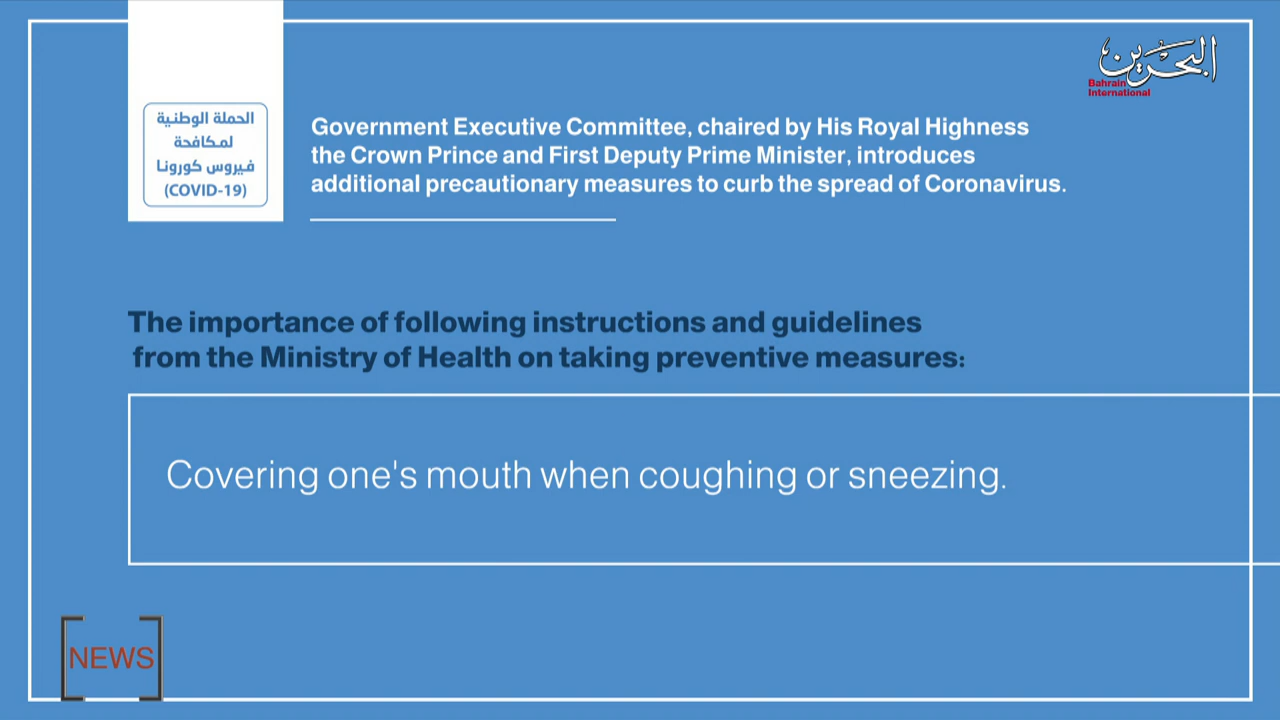 البحرين
Bahrain
International
الحملة الوطنية
لمكافحة
فيروس كورونا
(COVID-19)
Government Executive Committee, chaired by His Royal Highness
the Crown Prince and First Deputy Prime Minister, introduces
additional precautionary measures to curb the spread of Coronavirus.
The importance of following instructions and guidelines
from the Ministry of Health on taking preventive measures:
Covering one's mouth when coughing or sneezing.
NEWS